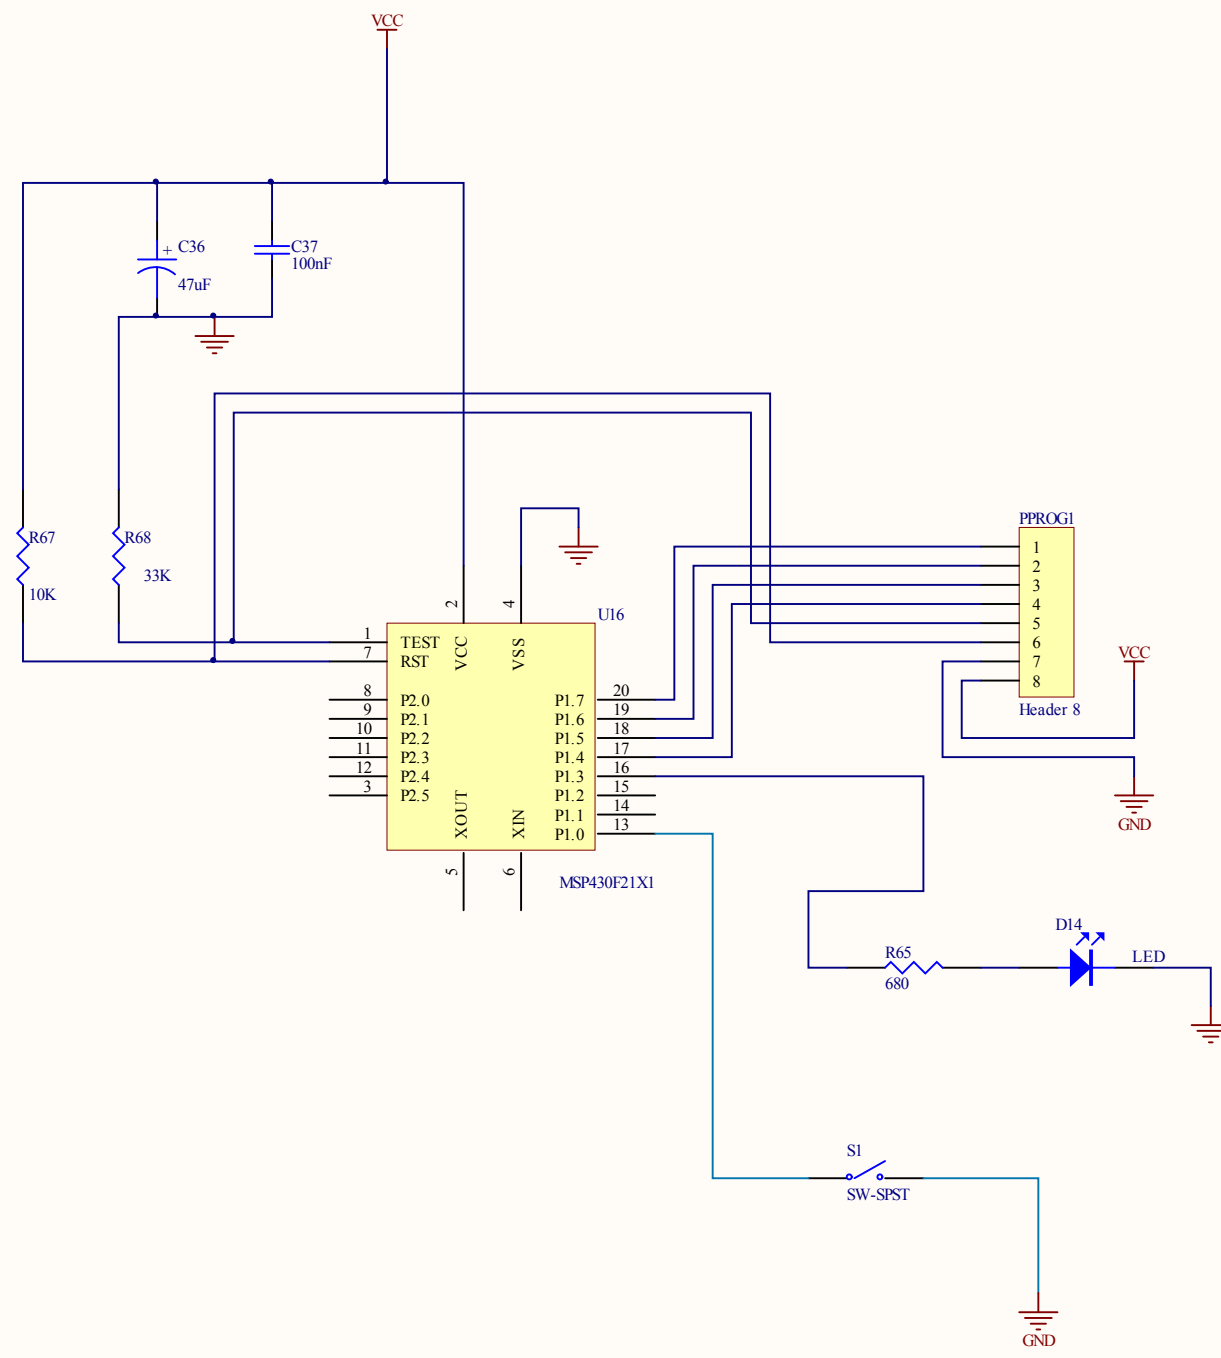 VCC
+ C36
47uF
C37
100nF
R67
10K
R68
33K
PPROG1
1
2
3
4
5
6
7
8
Header 8
VCC
GND
U16
2
4
VCC
VSS
1 TEST
7 RST
8 P2.0
9 P2.1
10 P2.2
11 P2.3
12 P2.4
3 P2.5
P1.7 20
P1.6 19
P1.5 18
P1.4 17
P1.3 16
P1.2 15
P1.1 14
P1.0 13
XOUT
XIN
5
6
MSP430F21X1
D14
LED
R65
680
S1
SW-SPST
GND